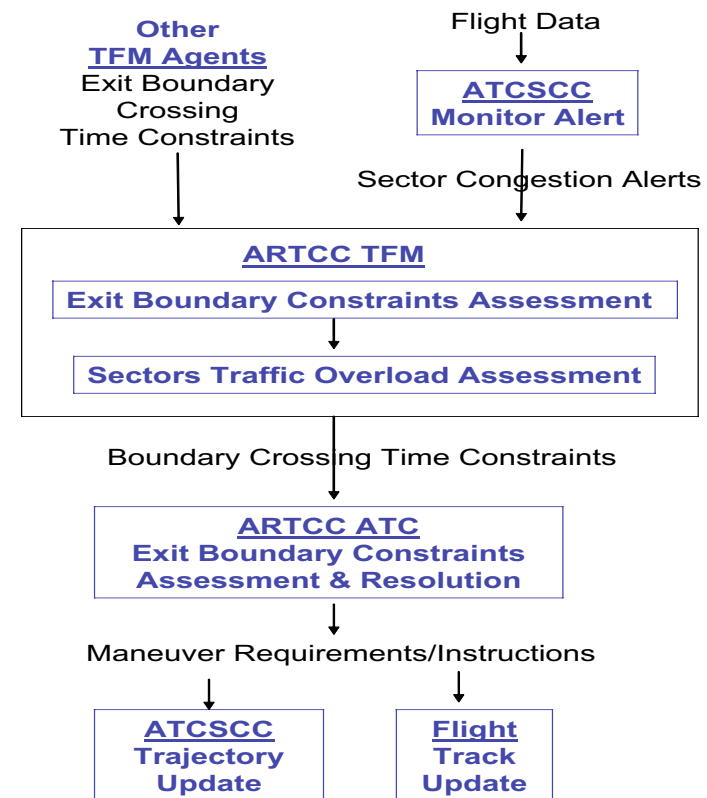 Other
TFM Agents
Exit Boundary
Crossing
Time Constraints
Flight Data
ATCSCC
Monitor Alert
Sector Congestion Alerts
ARTCC TFM
Exit Boundary Constraints Assessment
Sectors Traffic Overload Assessment
Boundary Crossing Time Constraints
ARTCC ATC
Exit Boundary Constraints
Assessment & Resolution
Maneuver Requirements/Instructions
ATCSCC
Trajectory
Update
Flight
Track
Update